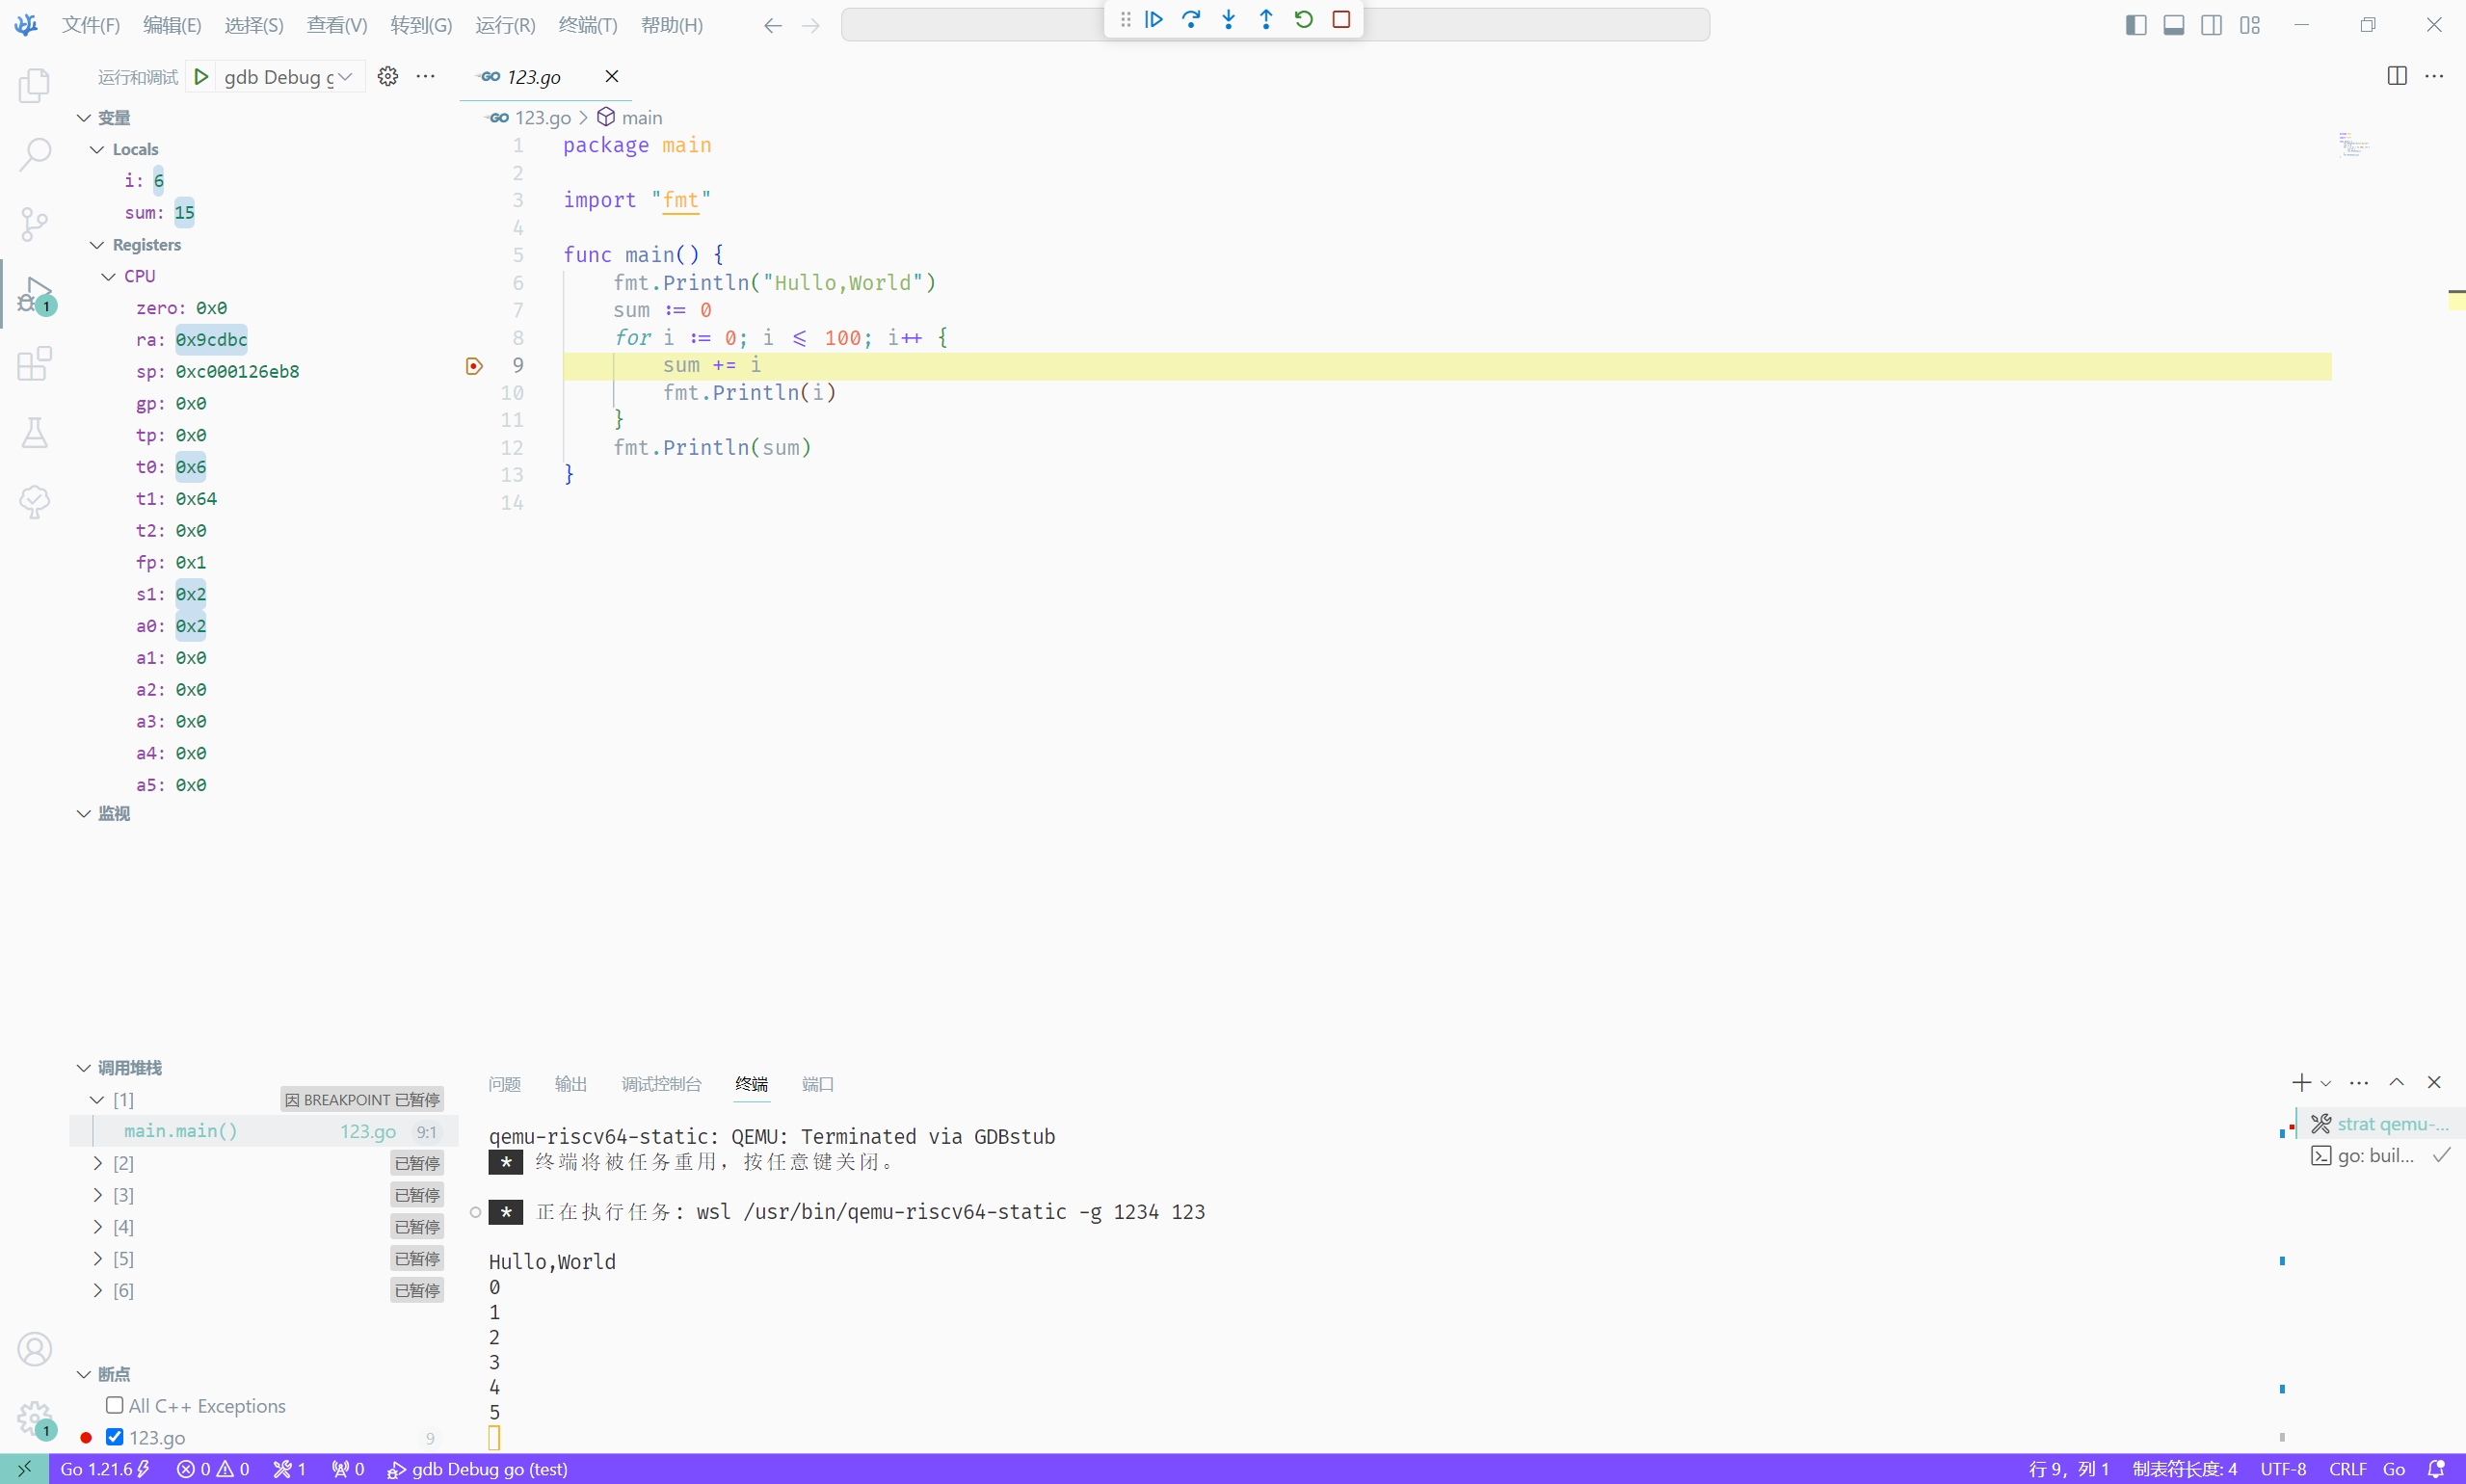 文件(F) 编辑(E) 选择(S) 查看(V) 转到(G) 运行(R) 终端(T) 帮助(H)
运行和调试 gdb Debug g
变量
Locals
i: 6
sum: 15
Registers
CPU
zero: 0x0
ra: 0x9cdbc
sp: 0xc000126eb8
gp: 0x0
tp: 0x0
t0: 0x6
t1: 0x64
t2: 0x0
fp: 0x1
s1: 0x2
a0: 0x2
a1: 0x0
a2: 0x0
a3: 0x0
a4: 0x0
a5: 0x0
监视
调用堆栈
[1] 因 BREAKPOINT 已暂停
main.main() 123.go 9:1
[2] 已暂停
[3] 已暂停
[4] 已暂停
[5] 已暂停
[6] 已暂停
断点
All C++ Exceptions
123.go 9
1
1
GO 123.go
GO 123.go > main
1 package main
2
3 import "fmt"
4
5 func main() {
6 fmt.Println("Hullo,World")
7 sum := 0
8 for i := 0; i <= 100; i++ {
9 sum += i
10 fmt.Println(i)
11 }
12 fmt.Println(sum)
13 }
14
问题 输出 调试控制台 终端 端口
qemu-riscv64-static: QEMU: Terminated via GDBstub
* 终端将被任务重用，按任意键关闭。
* 正在执行任务: wsl /usr/bin/qemu-riscv64-static -g 1234 123
Hullo,World
0
1
2
3
4
5
strat qemu-...
go: buil...
Go 1.21.6 0 0 1 0 gdb Debug go (test) 行 9，列 1 制表符长度: 4 UTF-8 CRLF Go